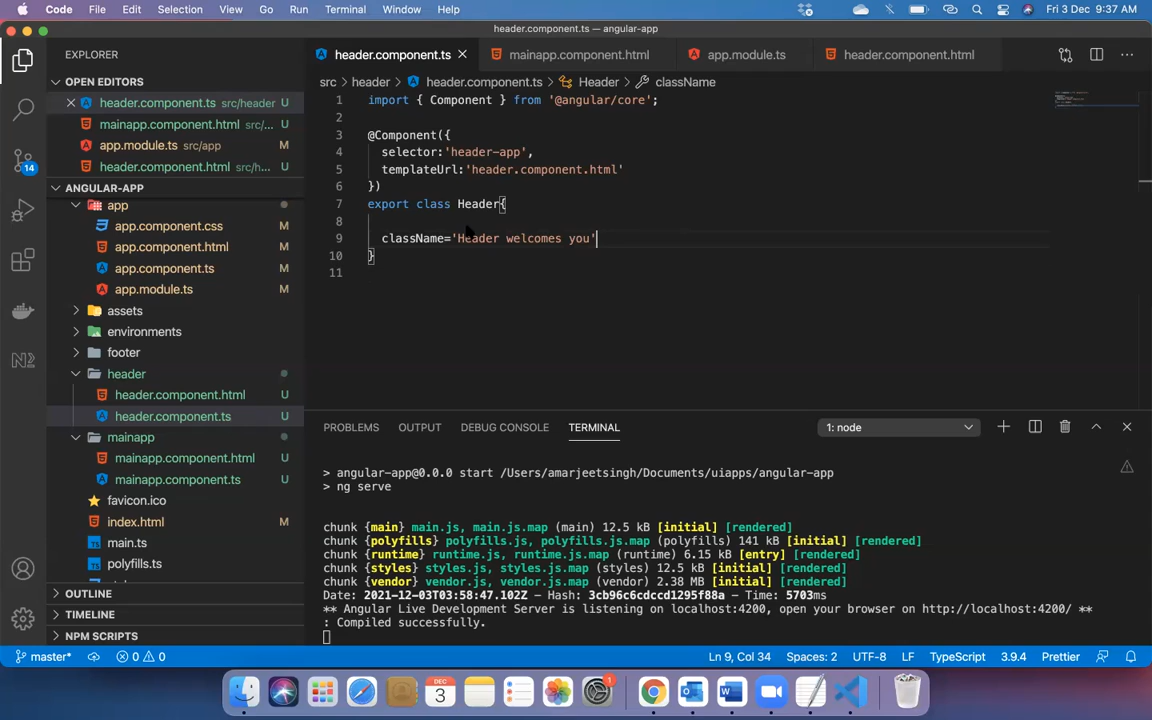 Code File Edit Selection View Go Run Terminal Window Help Fri 3 Dec 9:37 AM
header.component.ts — angular-app
EXPLORER
header.component.ts
mainapp.component.html
app.module.ts
header.component.html
OPEN EDITORS
src > header > header.component.ts > Header > className
header.component.ts src/header U
mainapp.component.html src/... U
app.module.ts src/app M
header.component.html src/h... U
ANGULAR-APP
app
app.component.css M
app.component.html M
app.component.ts M
app.module.ts M
assets
environments
footer
header
header.component.html U
header.component.ts U
mainapp
mainapp.component.html U
mainapp.component.ts U
favicon.ico
index.html M
main.ts
polyfills.ts
OUTLINE
TIMELINE
NPM SCRIPTS
14
1 import { Component } from '@angular/core';
2
3 @Component({
4 selector:'header-app',
5 templateUrl:'header.component.html'
6 })
7 export class Header{
8
9 className='Header welcomes you'
10 }
11
PROBLEMS OUTPUT DEBUG CONSOLE TERMINAL 1: node
> angular-app@0.0.0 start /Users/amarjeetsingh/Documents/uiapps/angular-app
> ng serve
chunk {main} main.js, main.js.map (main) 12.5 kB [initial] [rendered]
chunk {polyfills} polyfills.js, polyfills.js.map (polyfills) 141 kB [initial] [rendered]
chunk {runtime} runtime.js, runtime.js.map (runtime) 6.15 kB [entry] [rendered]
chunk {styles} styles.js, styles.js.map (styles) 12.5 kB [initial] [rendered]
chunk {vendor} vendor.js, vendor.js.map (vendor) 2.38 MB [initial] [rendered]
Date: 2021-12-03T03:58:47.102Z - Hash: 3cb96c6cdccd1295f88a - Time: 5703ms
** Angular Live Development Server is listening on localhost:4200, open your browser on http://localhost:4200/ **
: Compiled successfully.
master* 0 0 Ln 9, Col 34 Spaces: 2 UTF-8 LF TypeScript 3.9.4 Prettier
DEC
3
1